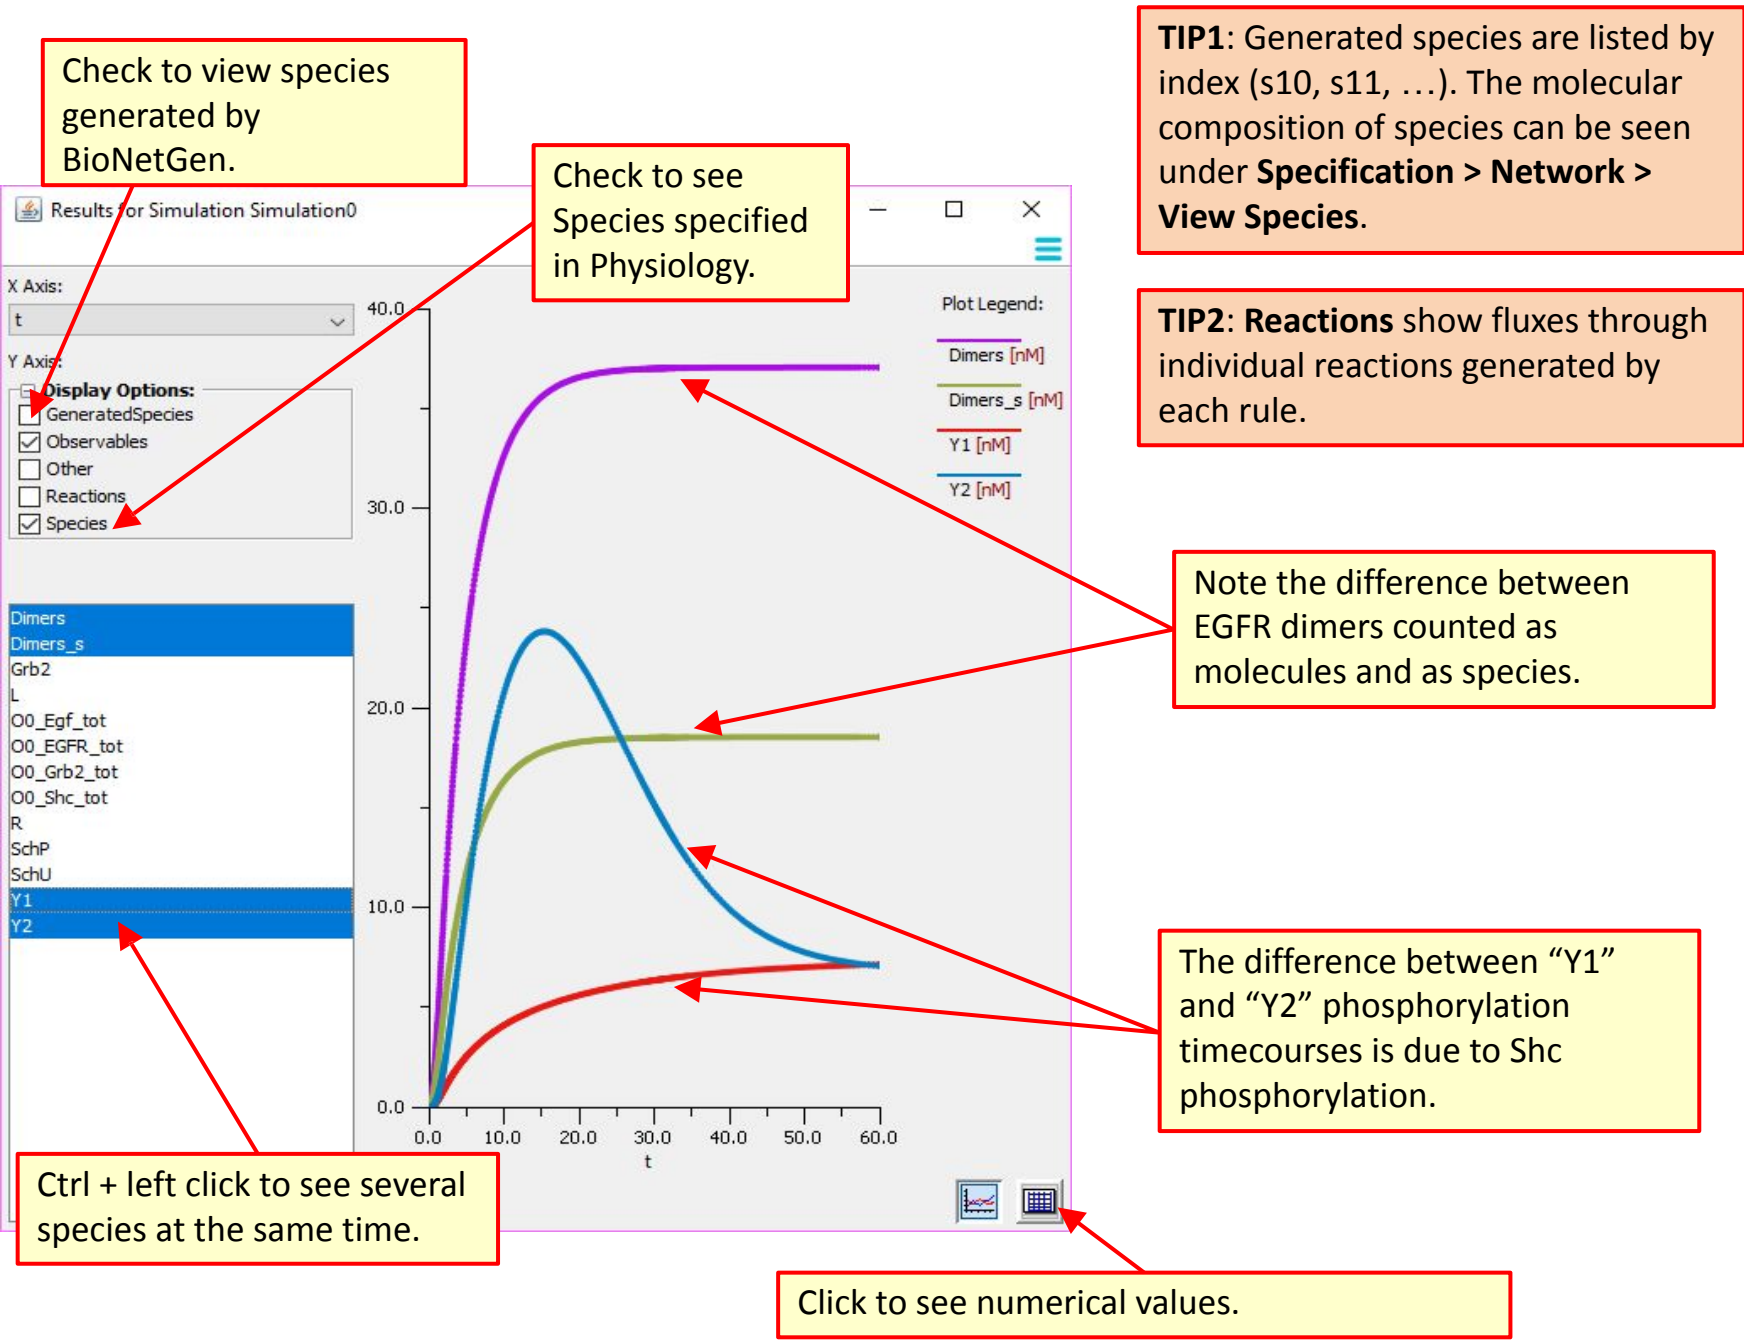 Check to view species
generated by
BioNetGen.
Check to see
Species specified
in Physiology.
TIP1: Generated species are listed by
index (s10, s11, …). The molecular
composition of species can be seen
under Specification > Network >
View Species.
TIP2: Reactions show fluxes through
individual reactions generated by
each rule.
Results for Simulation Simulation0
X Axis:
t
Y Axis:
Display Options:
GeneratedSpecies
Observables
Other
Reactions
Species
Dimers
Dimers_s
Grb2
L
O0_Egf_tot
O0_EGFR_tot
O0_Grb2_tot
O0_Shc_tot
R
SchP
SchU
Y1
Y2
40.0
30.0
20.0
10.0
0.0
0.0 10.0 20.0 30.0 40.0 50.0 60.0
t
Plot Legend:
Dimers [nM]
Dimers_s [nM]
Y1 [nM]
Y2 [nM]
Note the difference between
EGFR dimers counted as
molecules and as species.
The difference between “Y1”
and “Y2” phosphorylation
timecourses is due to Shc
phosphorylation.
Ctrl + left click to see several
species at the same time.
Click to see numerical values.